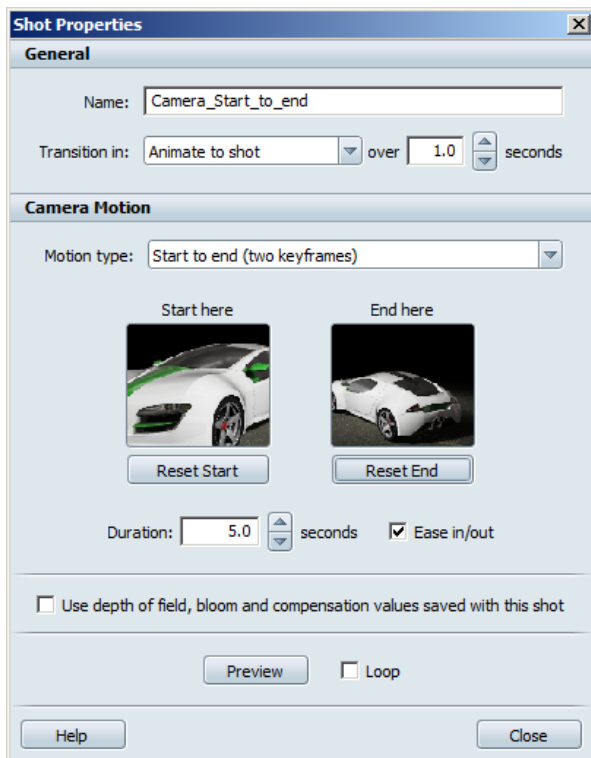 Shot Properties
General
Name: Camera_Start_to_end
Transition in: Animate to shot over 1.0 seconds
Camera Motion
Motion type: Start to end (two keyframes)
Start here End here
Reset Start Reset End
Duration: 5.0 seconds Ease in/out
Use depth of field, bloom and compensation values saved with this shot
Preview Loop
Help Close